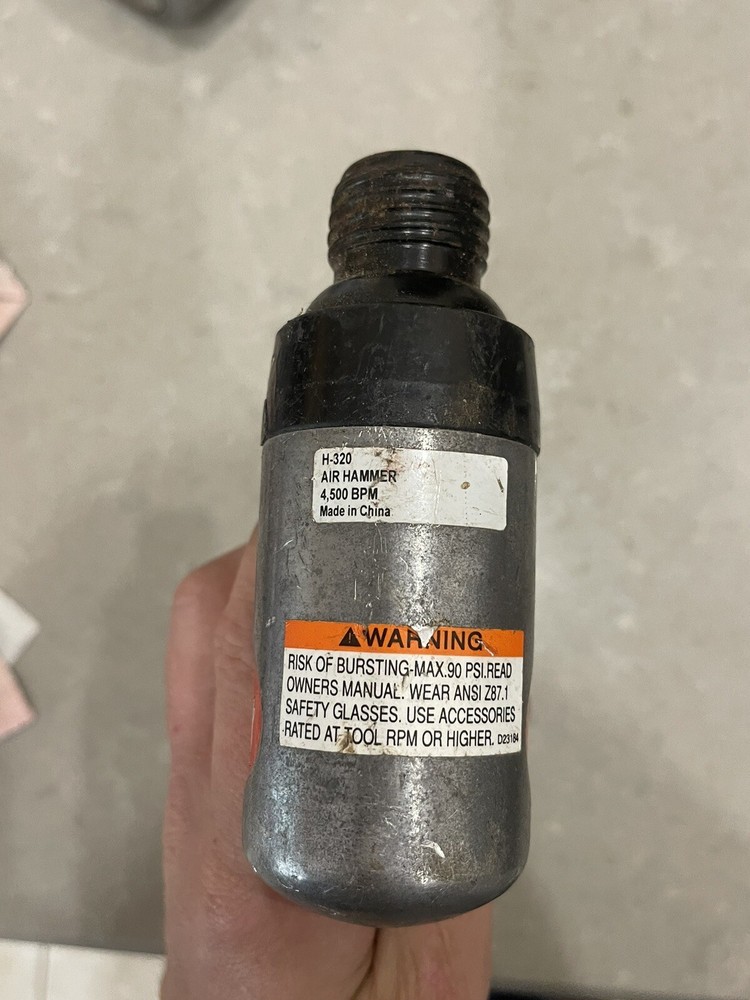 H-320
AIR HAMMER
4,500 BPM
Made in China
WARNING
RISK OF BURSTING-MAX.90 PSI.READ
OWNERS MANUAL. WEAR ANSI Z87.1
SAFETY GLASSES. USE ACCESSORIES
RATED AT TOOL RPM OR HIGHER. D23184